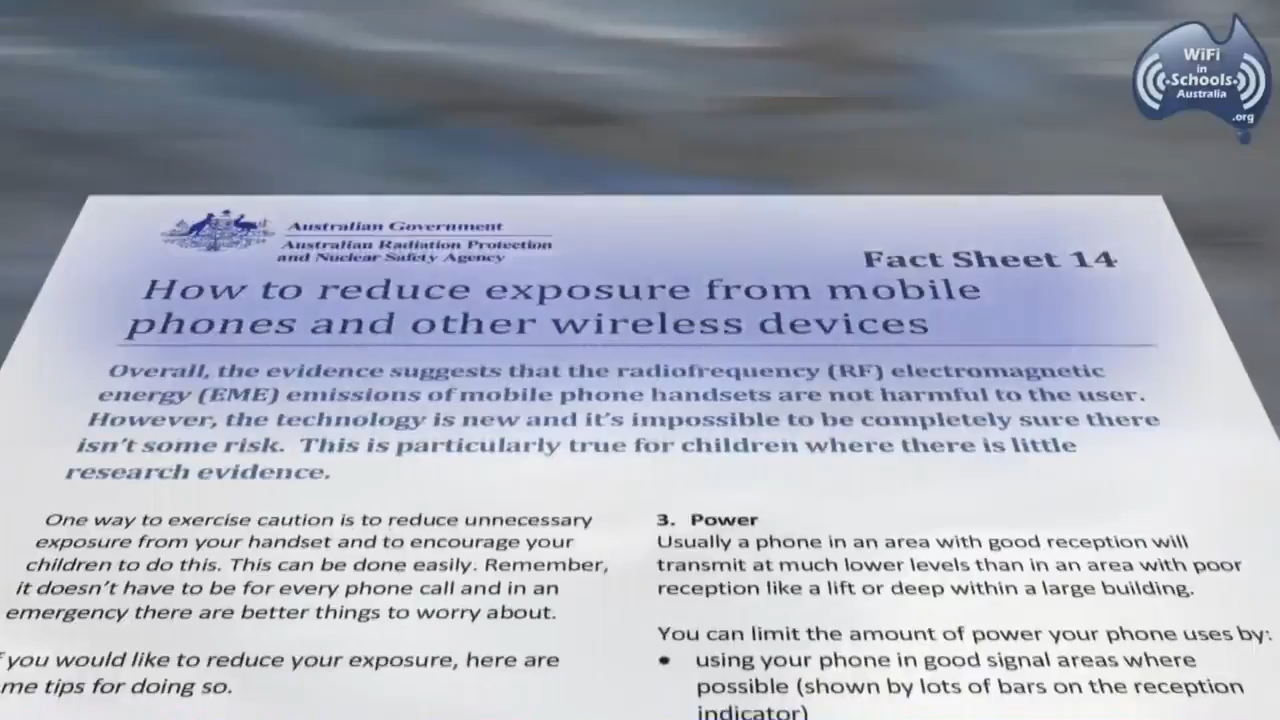 WiFi
in
Schools
Australia
.org
Australian Government
Australian Radiation Protection
and Nuclear Safety Agency
Fact Sheet 14
How to reduce exposure from mobile
phones and other wireless devices
Overall, the evidence suggests that the radiofrequency (RF) electromagnetic
energy (EME) emissions of mobile phone handsets are not harmful to the user.
However, the technology is new and it's impossible to be completely sure there
isn't some risk. This is particularly true for children where there is little
research evidence.
One way to exercise caution is to reduce unnecessary
exposure from your handset and to encourage your
children to do this. This can be done easily. Remember,
it doesn't have to be for every phone call and in an
emergency there are better things to worry about.
you would like to reduce your exposure, here are
me tips for doing so.
3. Power
Usually a phone in an area with good reception will
transmit at much lower levels than in an area with poor
reception like a lift or deep within a large building.
You can limit the amount of power your phone uses by:
• using your phone in good signal areas where
possible (shown by lots of bars on the reception
indicator)